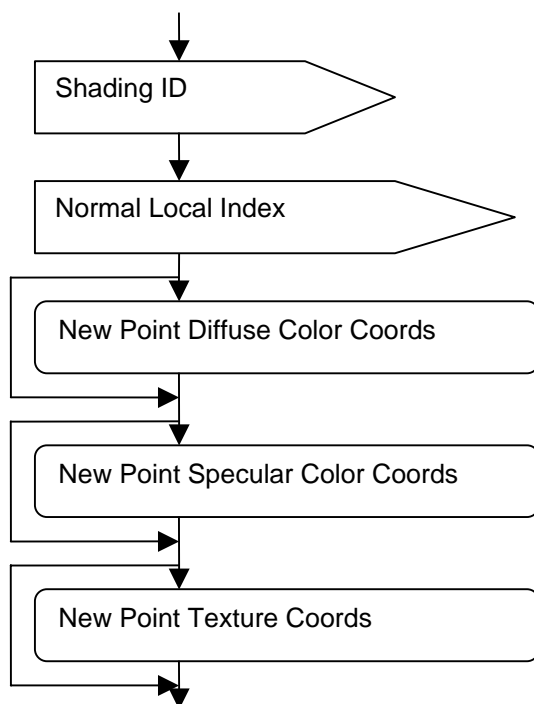 Shading ID
Normal Local Index
New Point Diffuse Color Coords
New Point Specular Color Coords
New Point Texture Coords